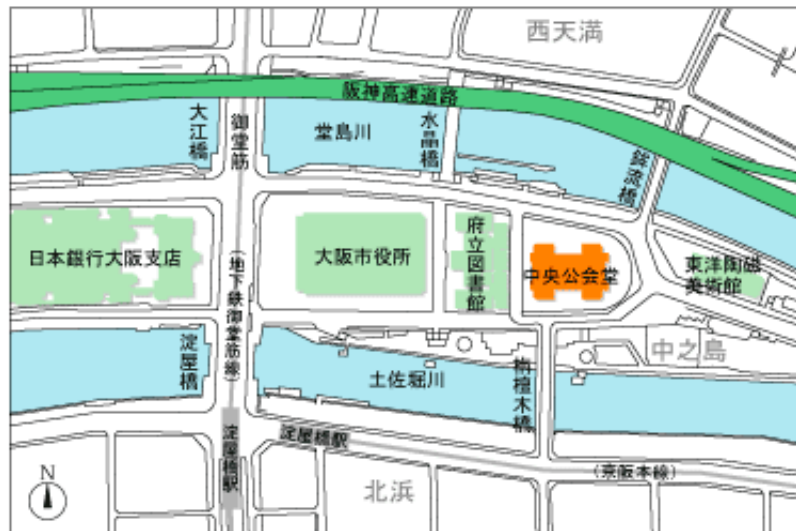 西天満
阪神高速道路
大江橋
御堂筋
堂島川
水晶橋
鉾流橋
日本銀行大阪支店
(地下鉄御堂筋線)
大阪市役所
府立図書館
中央公会堂
東洋陶磁
美術館
淀屋橋
土佐堀川
栴檀木橋
中之島
淀屋橋駅
淀屋橋駅
(京阪本線)
北浜
N